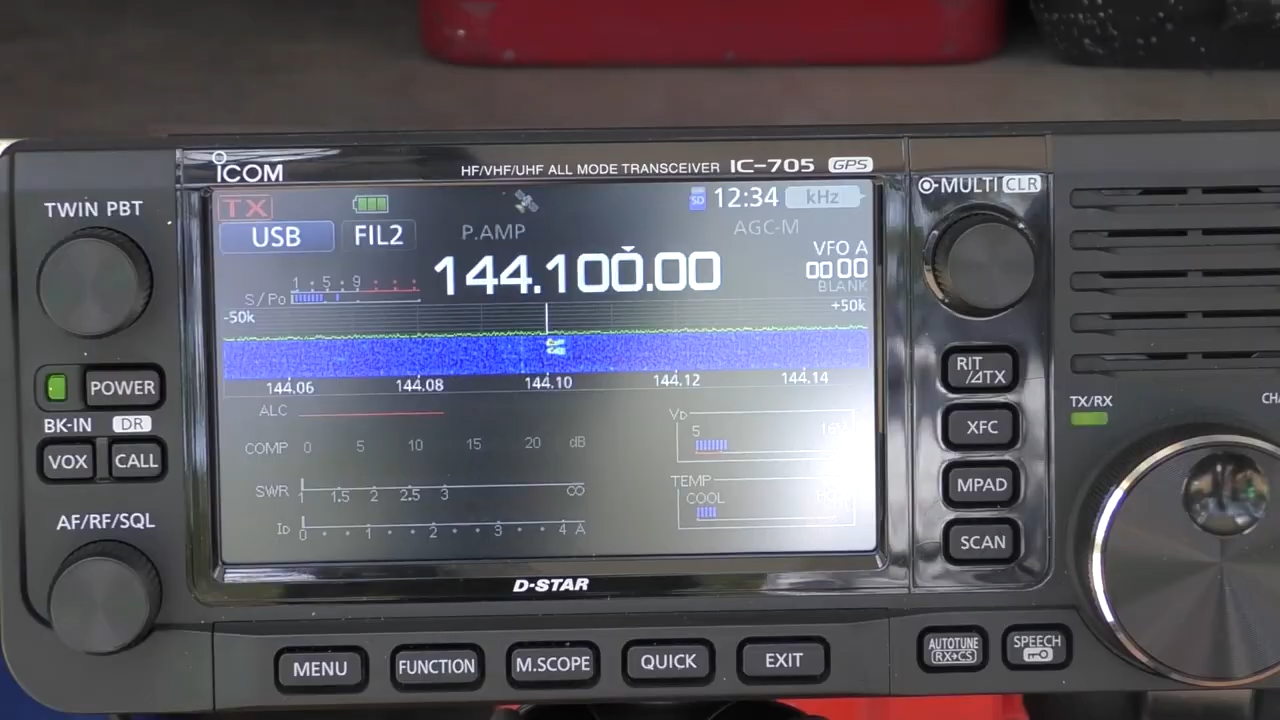 ICOM
HF/VHF/UHF ALL MODE TRANSCEIVER IC-705 GPS
TWIN PBT
MULTI CLR
TX
SD 12:34 kHz
USB FIL2 P.AMP AGC-M
144.100.00
VFO A
00 00
BLANK
1 5 9
S/Po
-50k +50k
144.06 144.08 144.10 144.12 144.14
ALC
COMP 0 5 10 15 20 dB
SWR 1 1.5 2 2.5 3 ∞
ID 0 1 2 3 4 A
VD
5
TEMP
COOL
POWER
BK-IN DR
VOX CALL
AF/RF/SQL
RIT
/⊿TX
XFC
MPAD
SCAN
TX/RX
D-STAR
MENU FUNCTION M.SCOPE QUICK EXIT
AUTOTUNE
RX→CS
SPEECH